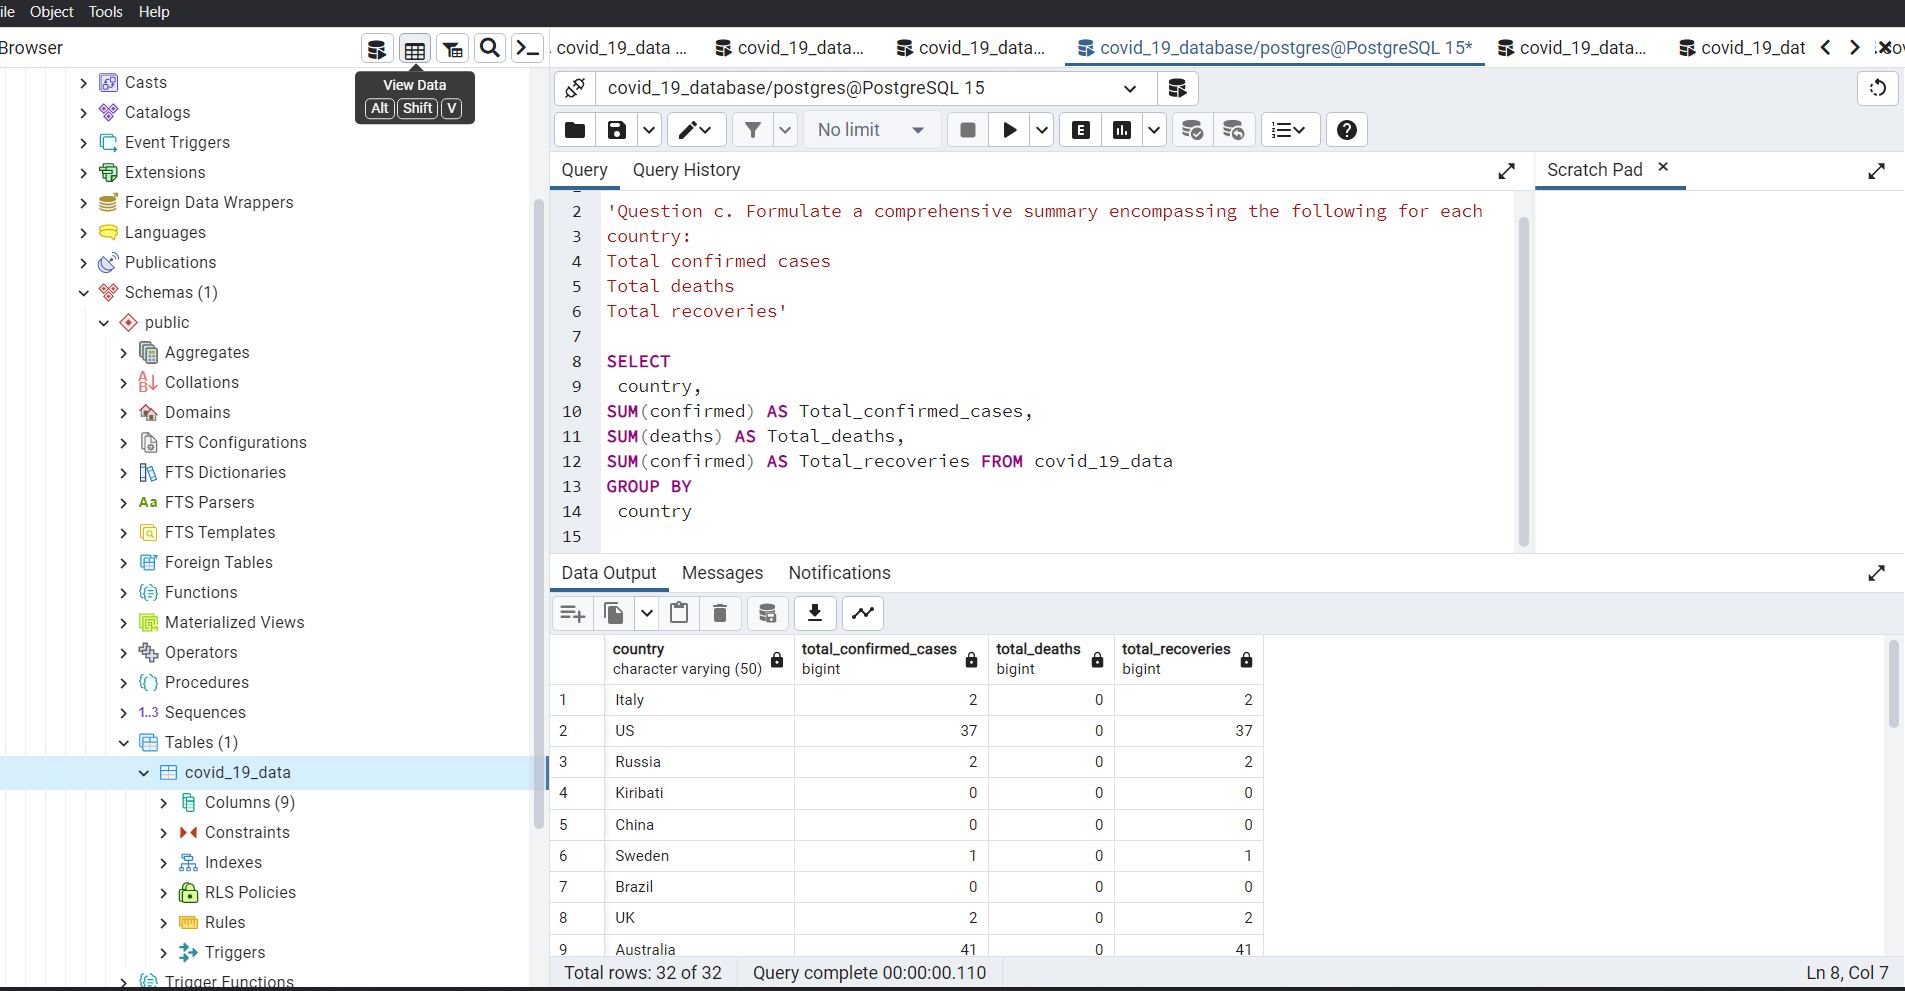 ile Object Tools Help
Browser
View Data
Alt Shift V
covid_19_data ... covid_19_data... covid_19_data... covid_19_database/postgres@PostgreSQL 15* covid_19_data... covid_19_dat
covid_19_database/postgres@PostgreSQL 15
No limit
E
Query Query History
Scratch Pad
Casts
Catalogs
Event Triggers
Extensions
Foreign Data Wrappers
Languages
Publications
Schemas (1)
public
Aggregates
Collations
Domains
FTS Configurations
FTS Dictionaries
Aa FTS Parsers
FTS Templates
Foreign Tables
Functions
Materialized Views
Operators
Procedures
1..3 Sequences
Tables (1)
covid_19_data
Columns (9)
Constraints
Indexes
RLS Policies
Rules
Triggers
Trigger Functions
2 'Question c. Formulate a comprehensive summary encompassing the following for each
3 country:
4 Total confirmed cases
5 Total deaths
6 Total recoveries'
7
8 SELECT
9 country,
10 SUM(confirmed) AS Total_confirmed_cases,
11 SUM(deaths) AS Total_deaths,
12 SUM(confirmed) AS Total_recoveries FROM covid_19_data
13 GROUP BY
14 country
15
Data Output Messages Notifications
country total_confirmed_cases total_deaths total_recoveries
character varying (50) bigint bigint bigint
1 Italy 2 0 2
2 US 37 0 37
3 Russia 2 0 2
4 Kiribati 0 0 0
5 China 0 0 0
6 Sweden 1 0 1
7 Brazil 0 0 0
8 UK 2 0 2
9 Australia 41 0 41
Total rows: 32 of 32 Query complete 00:00:00.110 Ln 8, Col 7